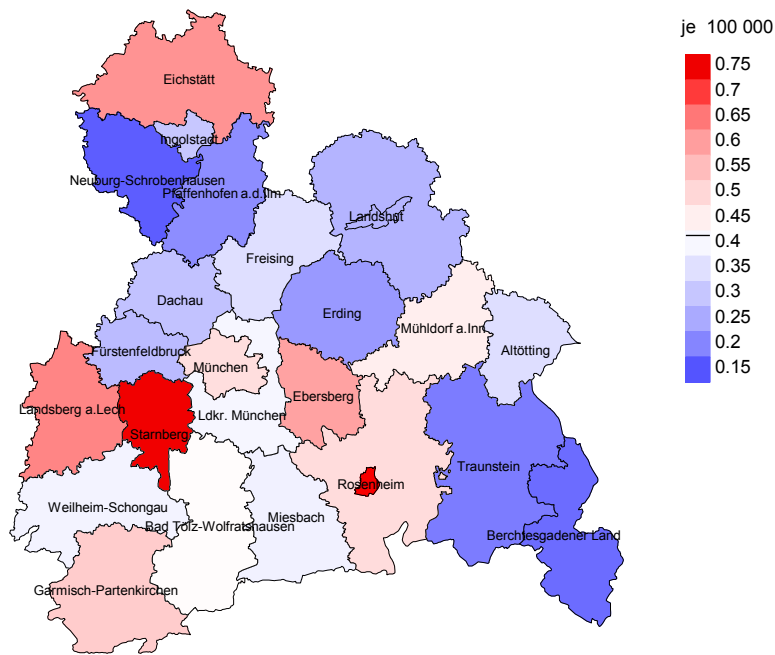 je 100 000
0.75
0.7
0.65
0.6
0.55
0.5
0.45
0.4
0.35
0.3
0.25
0.2
0.15
Eichstätt
Ingolstadt
Neuburg-Schrobenhausen
Pfaffenhofen a.d.Ilm
Landshut
Freising
Dachau
Erding
Mühldorf a.Inn
Altötting
Fürstenfeldbruck
München
Ebersberg
Landsberg a.Lech
Ldkr. München
Starnberg
Traunstein
Rosenheim
Weilheim-Schongau
Bad Tölz-Wolfratshausen
Miesbach
Berchtesgadener Land
Garmisch-Partenkirchen